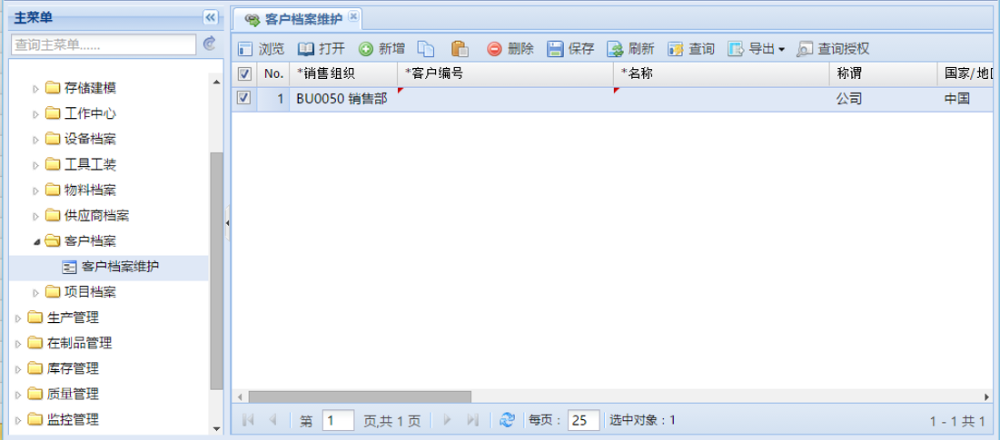 主菜单
查询主菜单......
存储建模
工作中心
设备档案
工具工装
物料档案
供应商档案
客户档案
客户档案维护
项目档案
生产管理
在制品管理
库存管理
质量管理
监控管理
客户档案维护
浏览 打开 新增 删除 保存 刷新 查询 导出 查询授权
No. *销售组织 *客户编号 *名称 称谓 国家/地
1 BU0050 销售部 公司 中国
第 1 页,共 1 页 每页： 25 选中对象：1 1 - 1 共 1